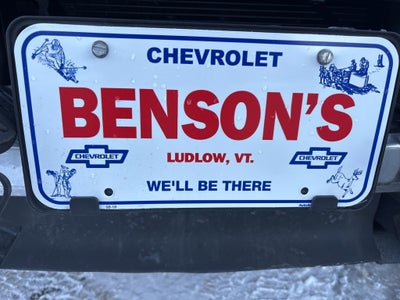 CHEVROLET
BENSON'S
LUDLOW, VT.
CHEVROLET
CHEVROLET
WE'LL BE THERE